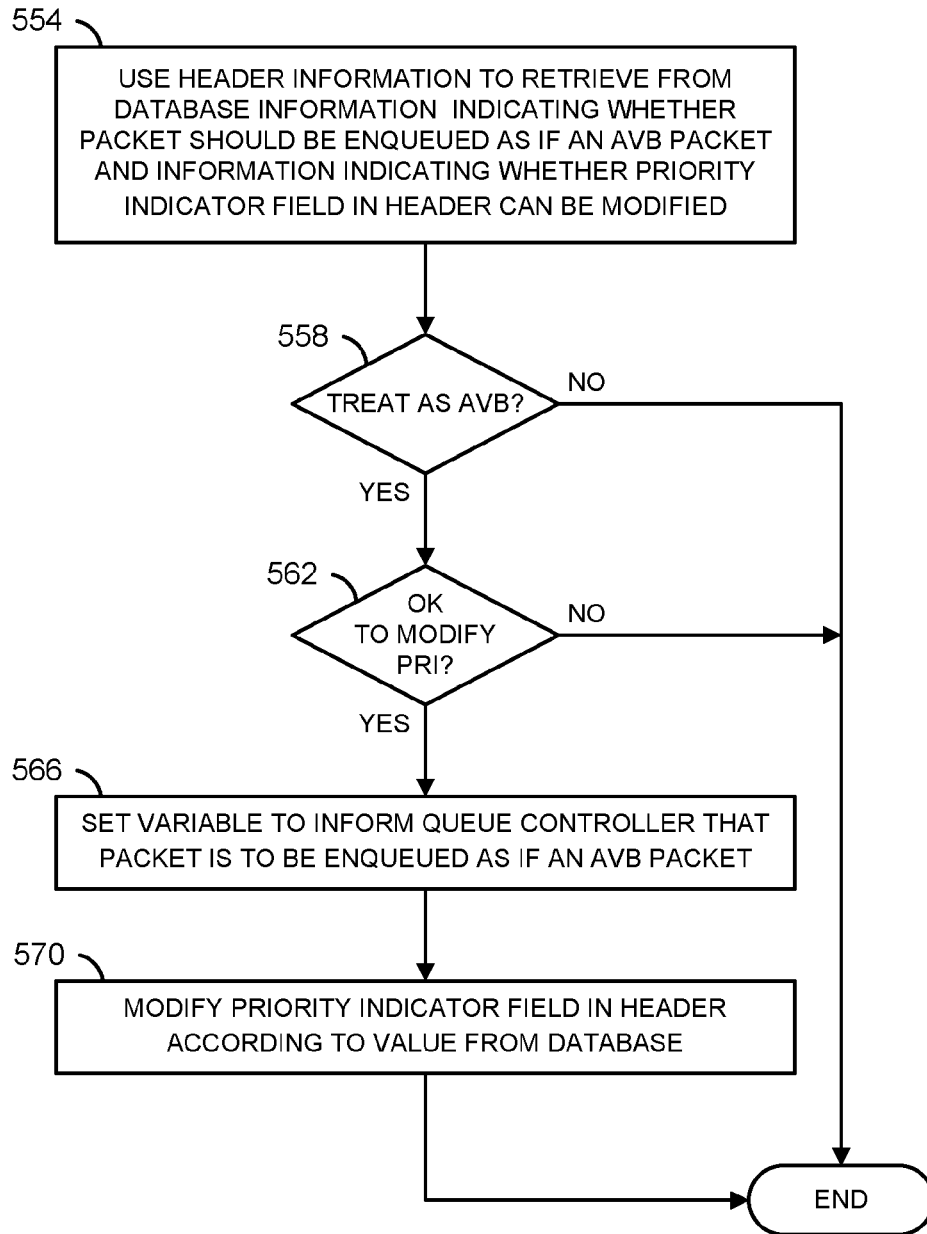 554
USE HEADER INFORMATION TO RETRIEVE FROM
DATABASE INFORMATION INDICATING WHETHER
PACKET SHOULD BE ENQUEUED AS IF AN AVB PACKET
AND INFORMATION INDICATING WHETHER PRIORITY
INDICATOR FIELD IN HEADER CAN BE MODIFIED
558
TREAT AS AVB?
NO
YES
562
OK
TO MODIFY
PRI?
NO
YES
566
SET VARIABLE TO INFORM QUEUE CONTROLLER THAT
PACKET IS TO BE ENQUEUED AS IF AN AVB PACKET
570
MODIFY PRIORITY INDICATOR FIELD IN HEADER
ACCORDING TO VALUE FROM DATABASE
END